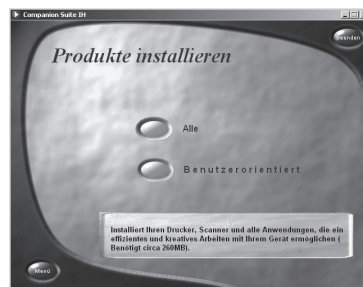 Companion Suite IH
Beenden
Produkte installieren
Alle
Benutzerorientiert
Installiert Ihren Drucker, Scanner und alle Anwendungen, die ein
effizientes und kreatives Arbeiten mit Ihrem Gerät ermöglichen (
Benötigt circa 260MB).
Menü